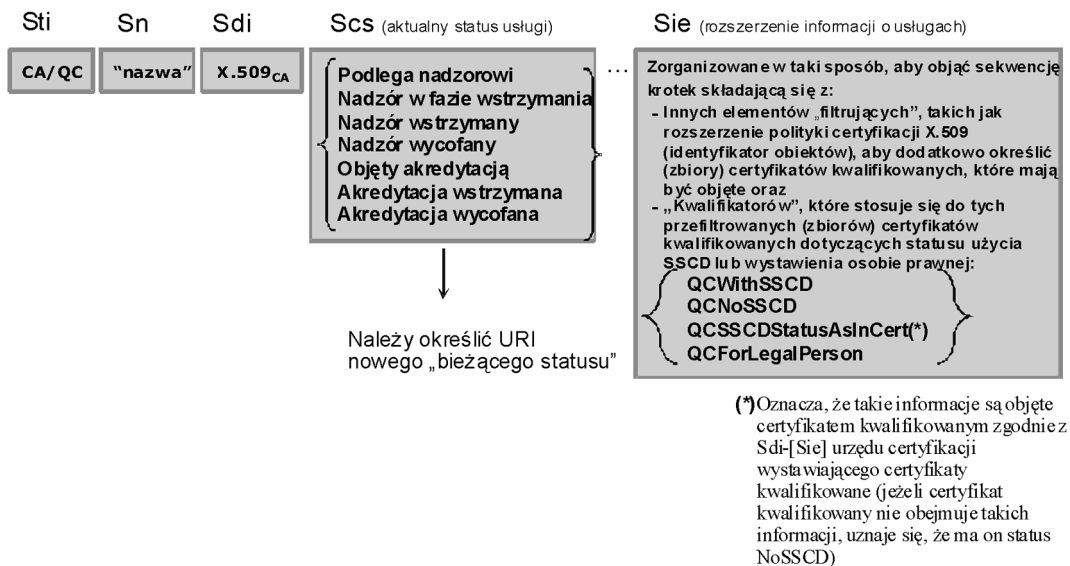 Sti Sn Sdi Scs (aktualny status usługi) Sie (rozszerzenie informacji o usługach)
CA/QC "nazwa" X.509CA
Podlega nadzorowi
Nadzór w fazie wstrzymania
Nadzór wstrzymany
Nadzór wycofany
Objęty akredytacją
Akredytacja wstrzymana
Akredytacja wycofana
Należy określić URI
nowego „bieżącego statusu”
...
Zorganizowane w taki sposób, aby objąć sekwencję
krotek składającą się z:
- Innych elementów „filtrujących”, takich jak
rozszerzenie polityki certyfikacji X.509
(identyfikator obiektów), aby dodatkowo określić
(zbiory) certyfikatów kwalifikowanych, które mają
być objęte oraz
- „Kwalifikatorów”, które stosuje się do tych
przefiltrowanych (zbiorów) certyfikatów
kwalifikowanych dotyczących statusu użycia
SSCD lub wystawienia osobie prawnej:
QCWithSSCD
QCNoSSCD
QCSSCDStatusAsInCert(*)
QCForLegalPerson
(*)Oznacza, że takie informacje są objęte
certyfikatem kwalifikowanym zgodnie z
Sdi-[Sie] urzędu certyfikacji
wystawiającego certyfikaty
kwalifikowane (jeżeli certyfikat
kwalifikowany nie obejmuje takich
informacji, uznaje się, że ma on status
NoSSCD)